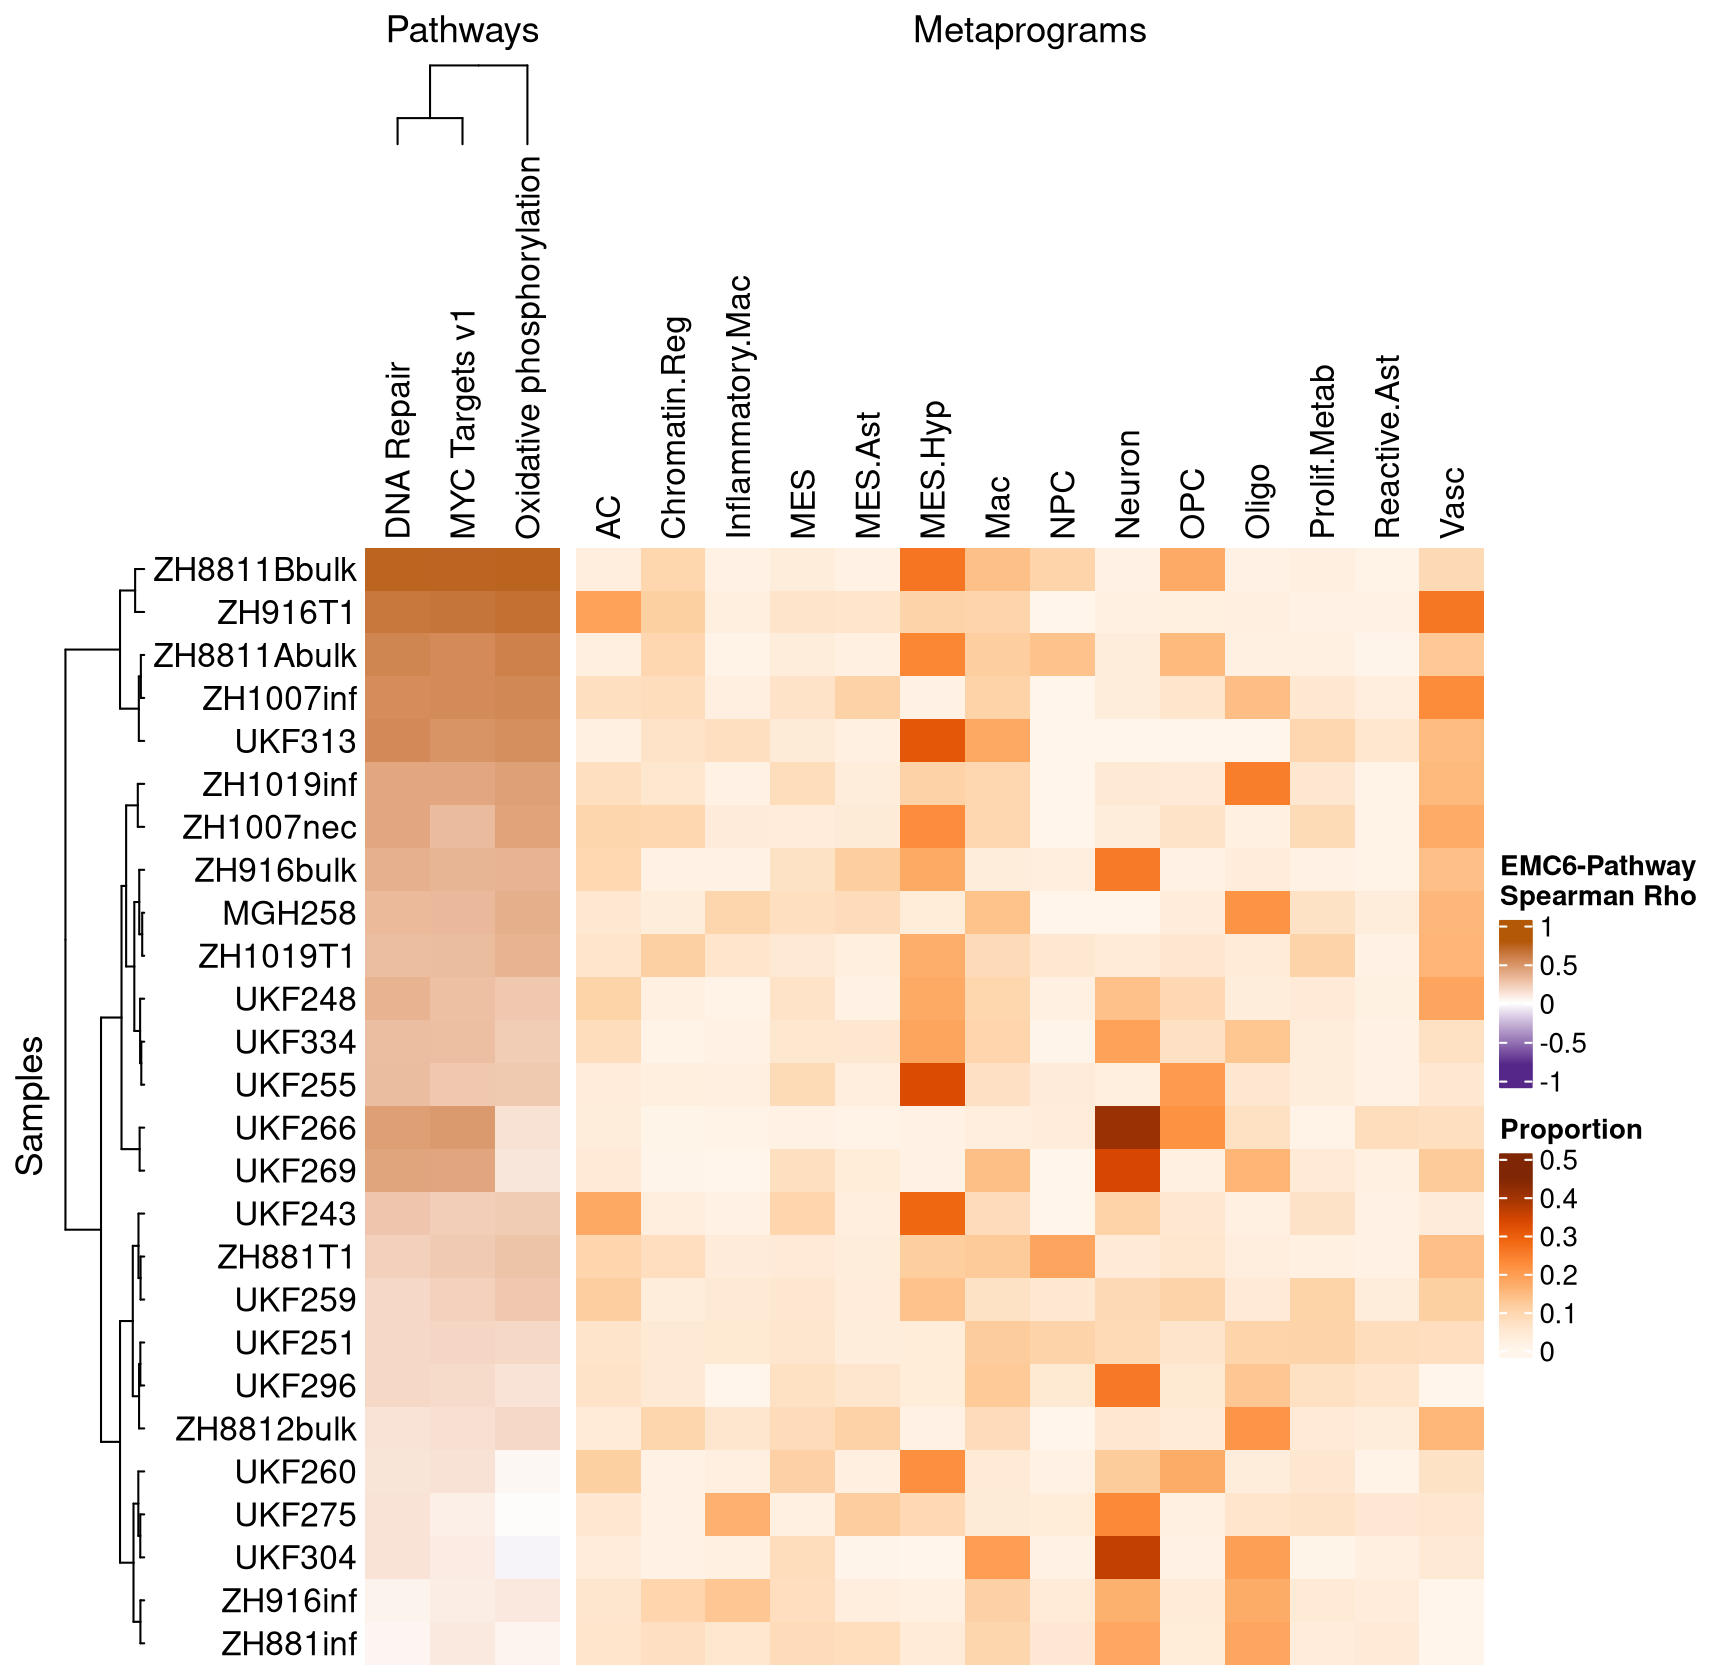 Pathways
Metaprograms
DNA Repair
MYC Targets v1
Oxidative phosphorylation
AC
Chromatin.Reg
Inflammatory.Mac
MES
MES.Ast
MES.Hyp
Mac
NPC
Neuron
OPC
Oligo
Prolif.Metab
Reactive.Ast
Vasc
Samples
ZH8811Bbulk
ZH916T1
ZH8811Abulk
ZH1007inf
UKF313
ZH1019inf
ZH1007nec
ZH916bulk
MGH258
ZH1019T1
UKF248
UKF334
UKF255
UKF266
UKF269
UKF243
ZH881T1
UKF259
UKF251
UKF296
ZH8812bulk
UKF260
UKF275
UKF304
ZH916inf
ZH881inf
EMC6-Pathway
Spearman Rho
1
0.5
0
-0.5
-1
Proportion
0.5
0.4
0.3
0.2
0.1
0